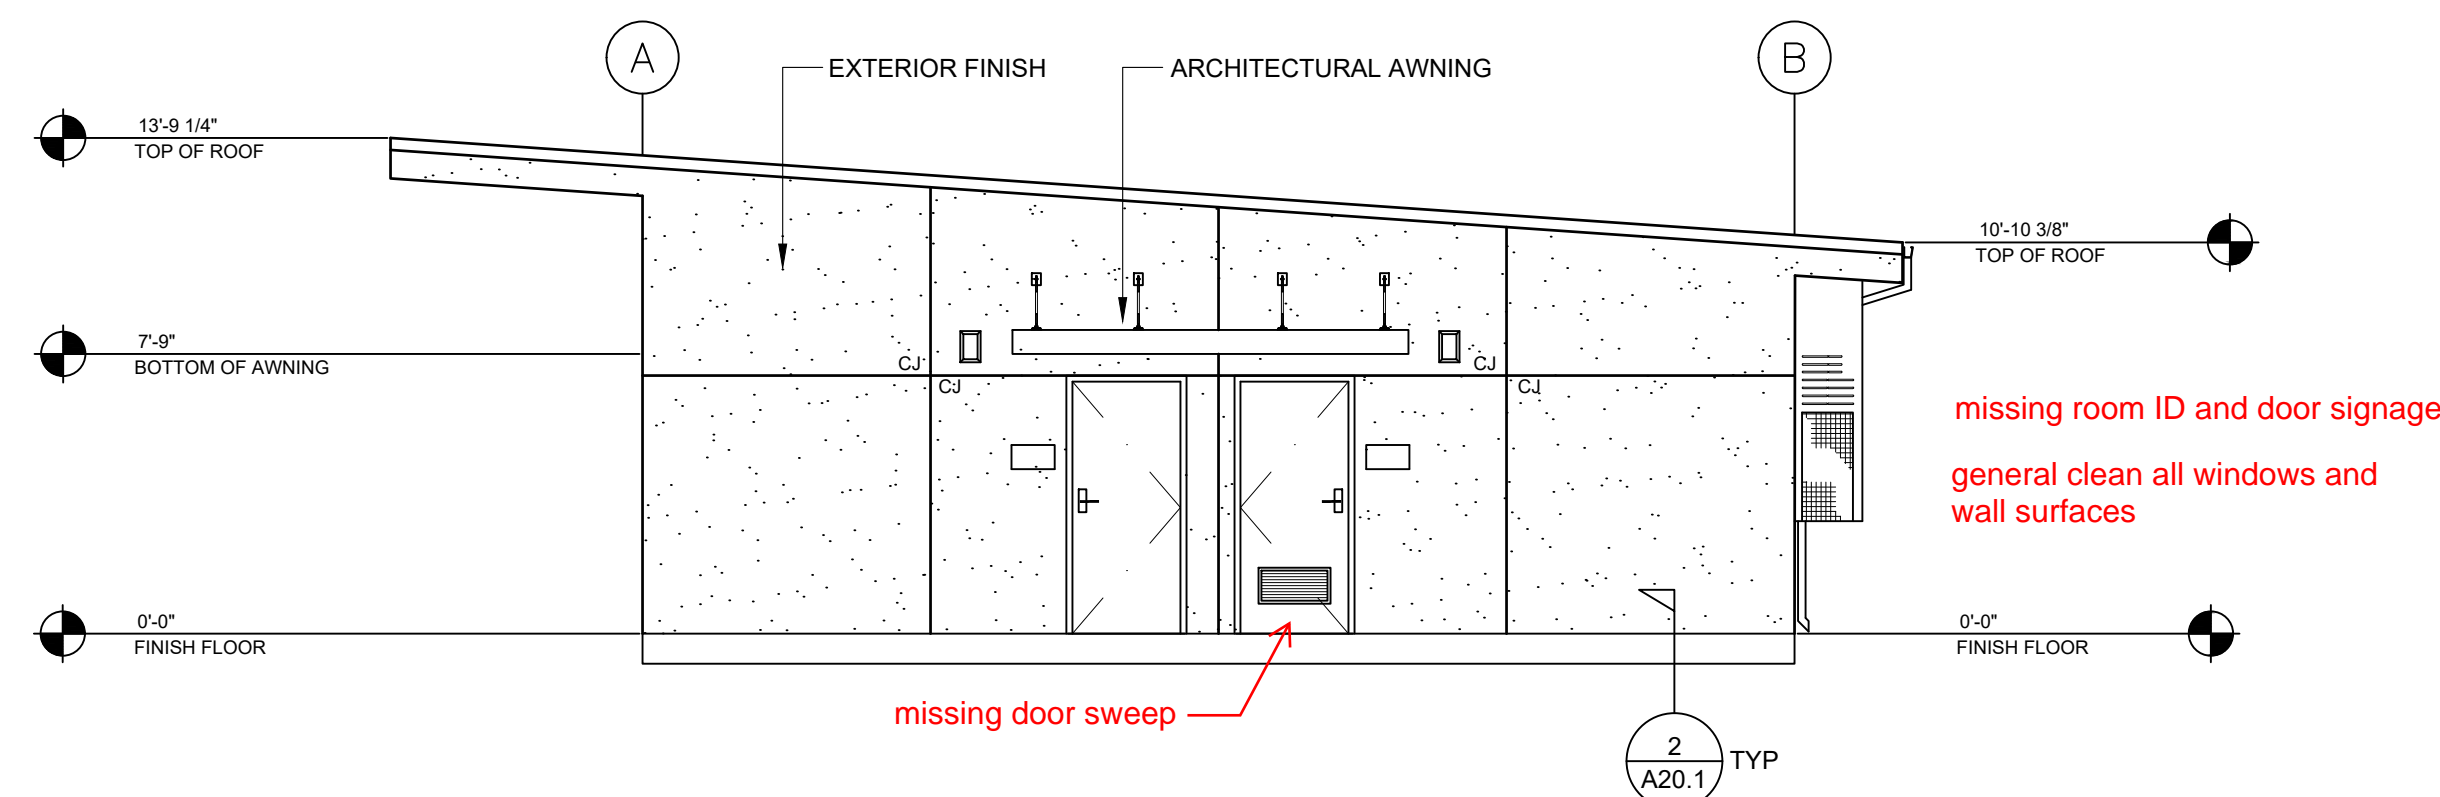 A
B
EXTERIOR FINISH
ARCHITECTURAL AWNING
13'-9 1/4"
TOP OF ROOF
10'-10 3/8"
TOP OF ROOF
7'-9"
BOTTOM OF AWNING
CJ
CJ
CJ
CJ
missing room ID and door signage
general clean all windows and
wall surfaces
0'-0"
FINISH FLOOR
0'-0"
FINISH FLOOR
missing door sweep
2
A20.1
TYP